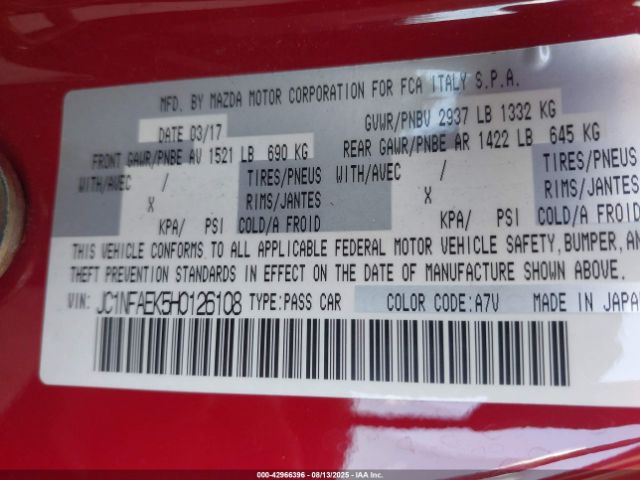 MFD. BY MAZDA MOTOR CORPORATION FOR FCA ITALY S.P.A.
DATE 03/17 GVWR/PNBV 2937 LB 1332 KG
FRONT GAWR/PNBE AV 1521 LB 690 KG REAR GAWR/PNBE AR 1422 LB 645 KG
WITH/AVEC / TIRES/PNEUS WITH/AVEC / TIRES/PNEUS
X RIMS/JANTES X RIMS/JANTES
KPA/ PSI COLD/A FROID KPA/ PSI COLD/A FROID
THIS VEHICLE CONFORMS TO ALL APPLICABLE FEDERAL MOTOR VEHICLE SAFETY, BUMPER, AND
THEFT PREVENTION STANDARDS IN EFFECT ON THE DATE OF MANUFACTURE SHOWN ABOVE.
VIN: JC1NFAEK5H0126108 TYPE:PASS CAR COLOR CODE:A7V MADE IN JAPAN
00-42966396 - 08/13/2025 - Copyright IAA, Inc.